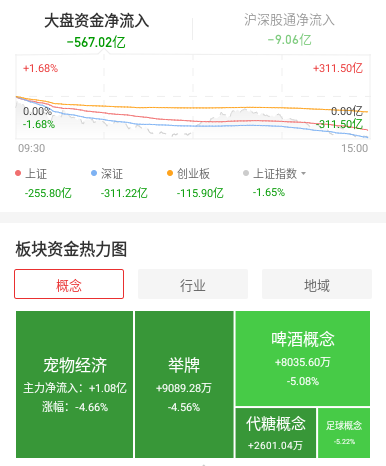 大盘资金净流入
沪深股通净流入
-567.02亿
-9.06亿
+1.68%
+311.50亿
0.00%
0.00亿
-1.68%
-311.50亿
09:30
15:00
上证
深证
创业板
上证指数
-255.80亿
-311.22亿
-115.90亿
-1.65%
板块资金热力图
概念
行业
地域
宠物经济
主力净流入：+1.08亿
涨幅：-4.66%
举牌
+9089.28万
-4.56%
啤酒概念
+8035.60万
-5.08%
代糖概念
+2601.04万
足球概念
-5.22%